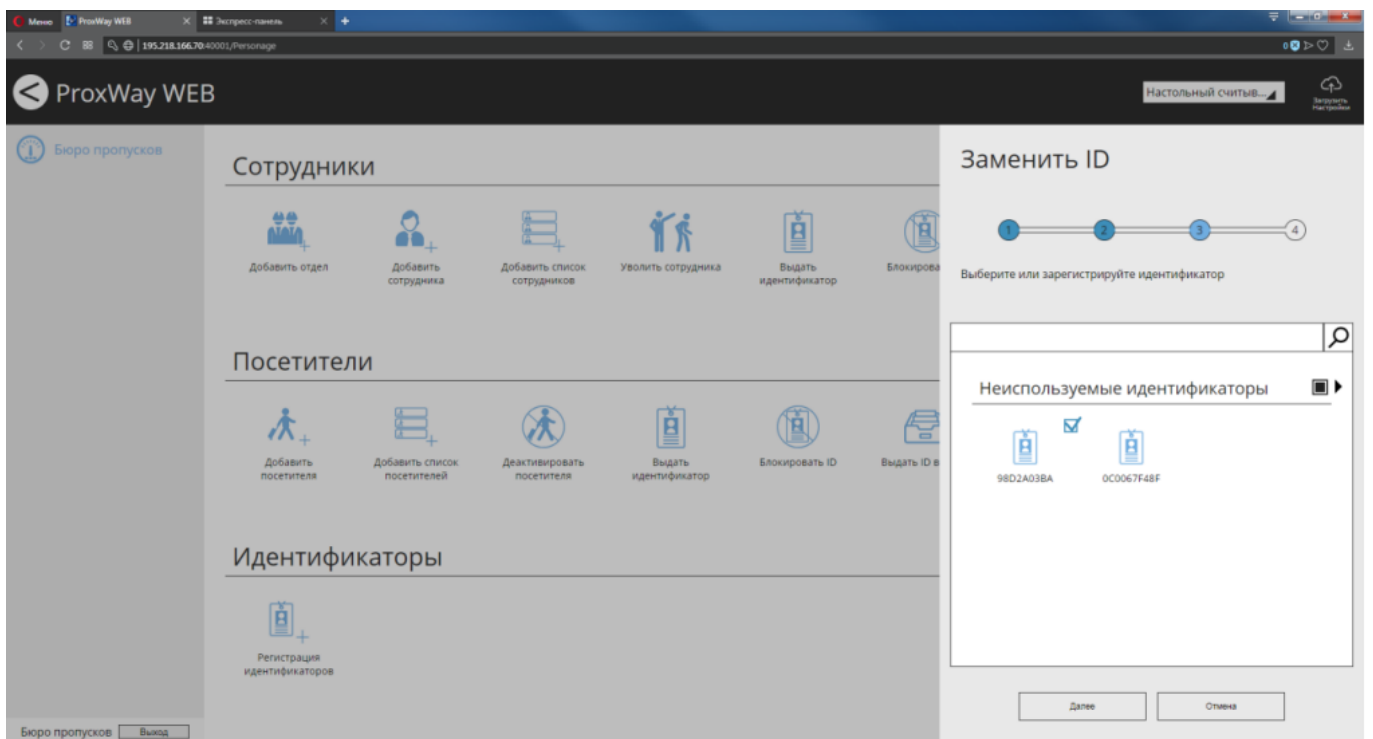 Меню
ProxWay WEB
Экспресс-панель
195.218.166.70:40001/Personage
0
ProxWay WEB
Настольный считыв...
Загрузить
Настройки
Бюро пропусков
Сотрудники
Добавить отдел
Добавить
сотрудника
Добавить список
сотрудников
Уволить сотрудника
Выдать
идентификатор
Блокирова
Посетители
Добавить
посетителя
Добавить список
посетителей
Деактивировать
посетителя
Выдать
идентификатор
Блокировать ID
Выдать ID в
Идентификаторы
Регистрация
идентификаторов
Заменить ID
1 2 3 4
Выберите или зарегистрируйте идентификатор
Неиспользуемые идентификаторы
98D2A03BA 0C0067F48F
Далее Отмена
Бюро пропусков Выход